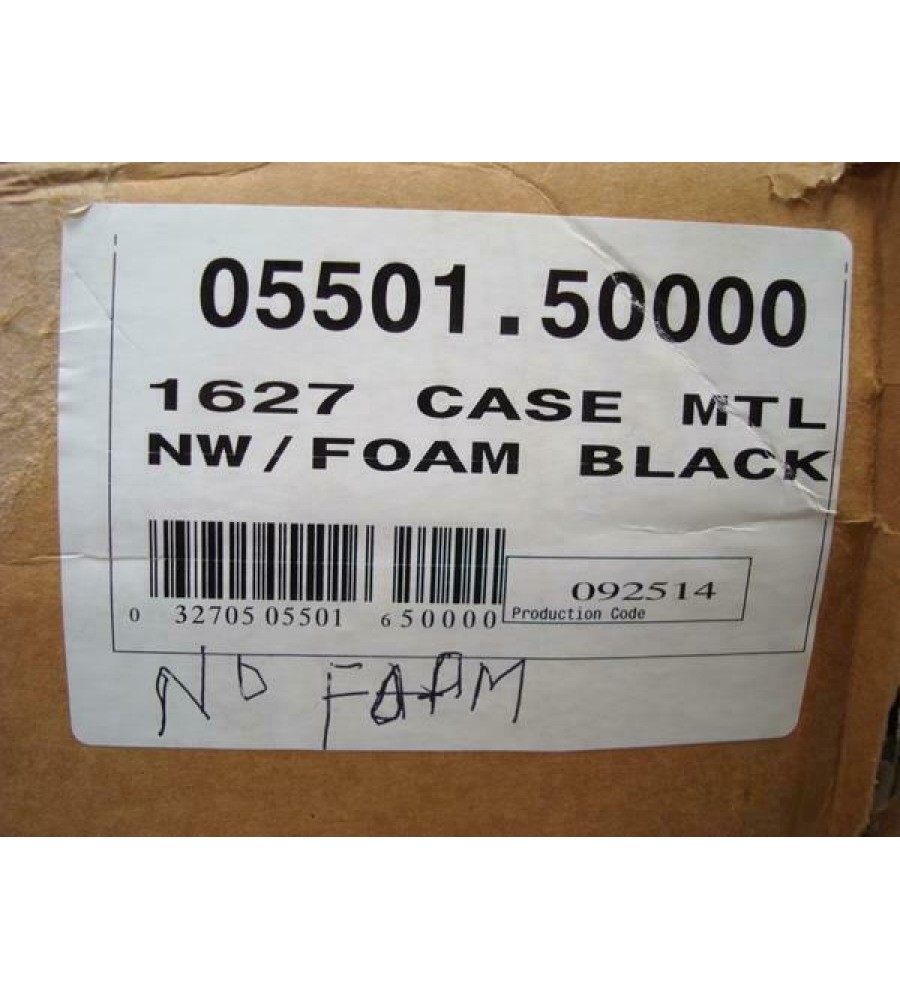 05501.50000
1627 CASE MTL
NW/FOAM BLACK
092514
0 32705 05501 6 50000 Production Code
NO FOAM